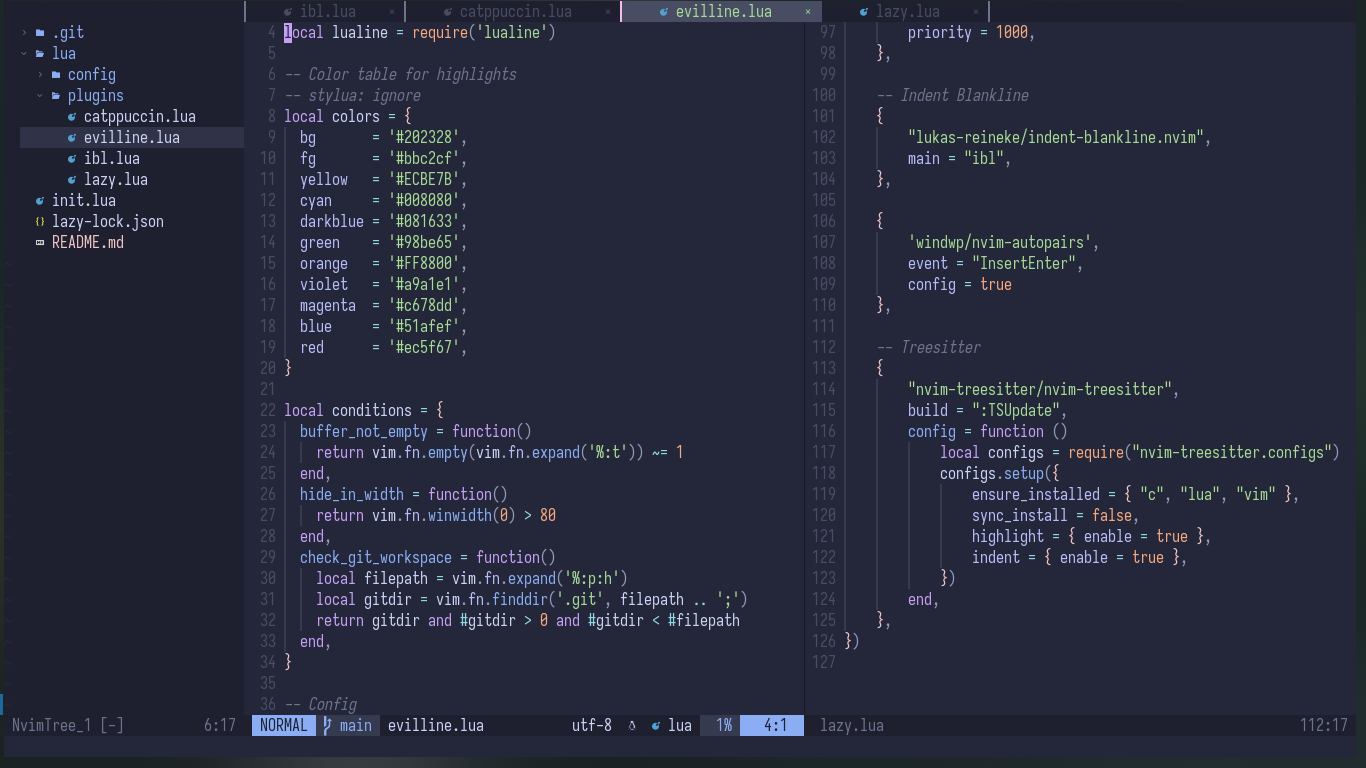 ibl.lua × catppuccin.lua × evilline.lua × lazy.lua ×
.git
lua
config
plugins
catppuccin.lua
evilline.lua
ibl.lua
lazy.lua
init.lua
{} lazy-lock.json
README.md
NvimTree_1 [-] 6:17
4 local lualine = require('lualine')
5
6 -- Color table for highlights
7 -- stylua: ignore
8 local colors = {
9 bg = '#202328',
10 fg = '#bbc2cf',
11 yellow = '#ECBE7B',
12 cyan = '#008080',
13 darkblue = '#081633',
14 green = '#98be65',
15 orange = '#FF8800',
16 violet = '#a9a1e1',
17 magenta = '#c678dd',
18 blue = '#51afef',
19 red = '#ec5f67',
20 }
21
22 local conditions = {
23 buffer_not_empty = function()
24 return vim.fn.empty(vim.fn.expand('%:t')) ~= 1
25 end,
26 hide_in_width = function()
27 return vim.fn.winwidth(0) > 80
28 end,
29 check_git_workspace = function()
30 local filepath = vim.fn.expand('%:p:h')
31 local gitdir = vim.fn.finddir('.git', filepath .. ';')
32 return gitdir and #gitdir > 0 and #gitdir < #filepath
33 end,
34 }
35
36 -- Config
NORMAL main evilline.lua utf-8 lua 1% 4:1
97 priority = 1000,
98 },
99
100 -- Indent Blankline
101 {
102 "lukas-reineke/indent-blankline.nvim",
103 main = "ibl",
104 },
105
106 {
107 'windwp/nvim-autopairs',
108 event = "InsertEnter",
109 config = true
110 },
111
112 -- Treesitter
113 {
114 "nvim-treesitter/nvim-treesitter",
115 build = ":TSUpdate",
116 config = function ()
117 local configs = require("nvim-treesitter.configs")
118 configs.setup({
119 ensure_installed = { "c", "lua", "vim" },
120 sync_install = false,
121 highlight = { enable = true },
122 indent = { enable = true },
123 })
124 end,
125 },
126 })
127
lazy.lua 112:17